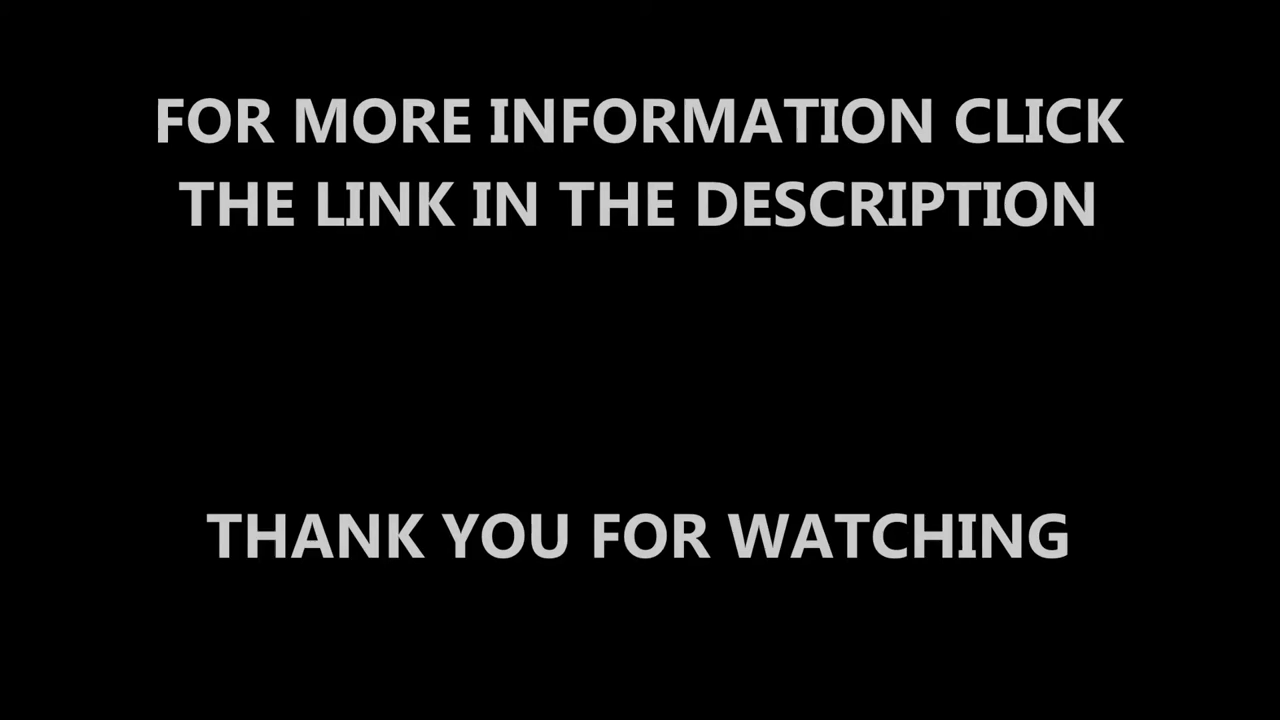 FOR MORE INFORMATION CLICK
THE LINK IN THE DESCRIPTION
THANK YOU FOR WATCHING